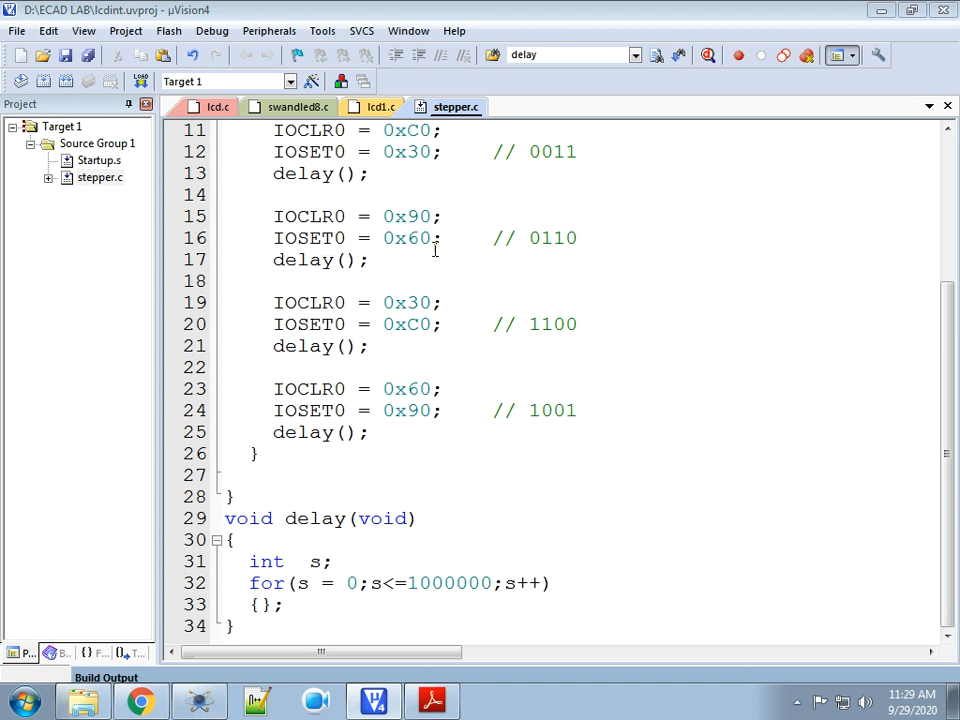 D:\ECAD LAB\lcdint.uvproj - µVision4
File Edit View Project Flash Debug Peripherals Tools SVCS Window Help
delay
LOAD Target 1
Project
lcd.c swandled8.c lcd1.c stepper.c
Target 1
Source Group 1
Startup.s
stepper.c
11 IOCLR0 = 0xC0;
12 IOSET0 = 0x30; // 0011
13 delay();
14
15 IOCLR0 = 0x90;
16 IOSET0 = 0x60; // 0110
17 delay();
18
19 IOCLR0 = 0x30;
20 IOSET0 = 0xC0; // 1100
21 delay();
22
23 IOCLR0 = 0x60;
24 IOSET0 = 0x90; // 1001
25 delay();
26 }
27
28 }
29 void delay(void)
30 {
31 int s;
32 for(s = 0;s<=1000000;s++)
33 {};
34 }
P... B... {} F... T...
Build Output
11:29 AM
9/29/2020